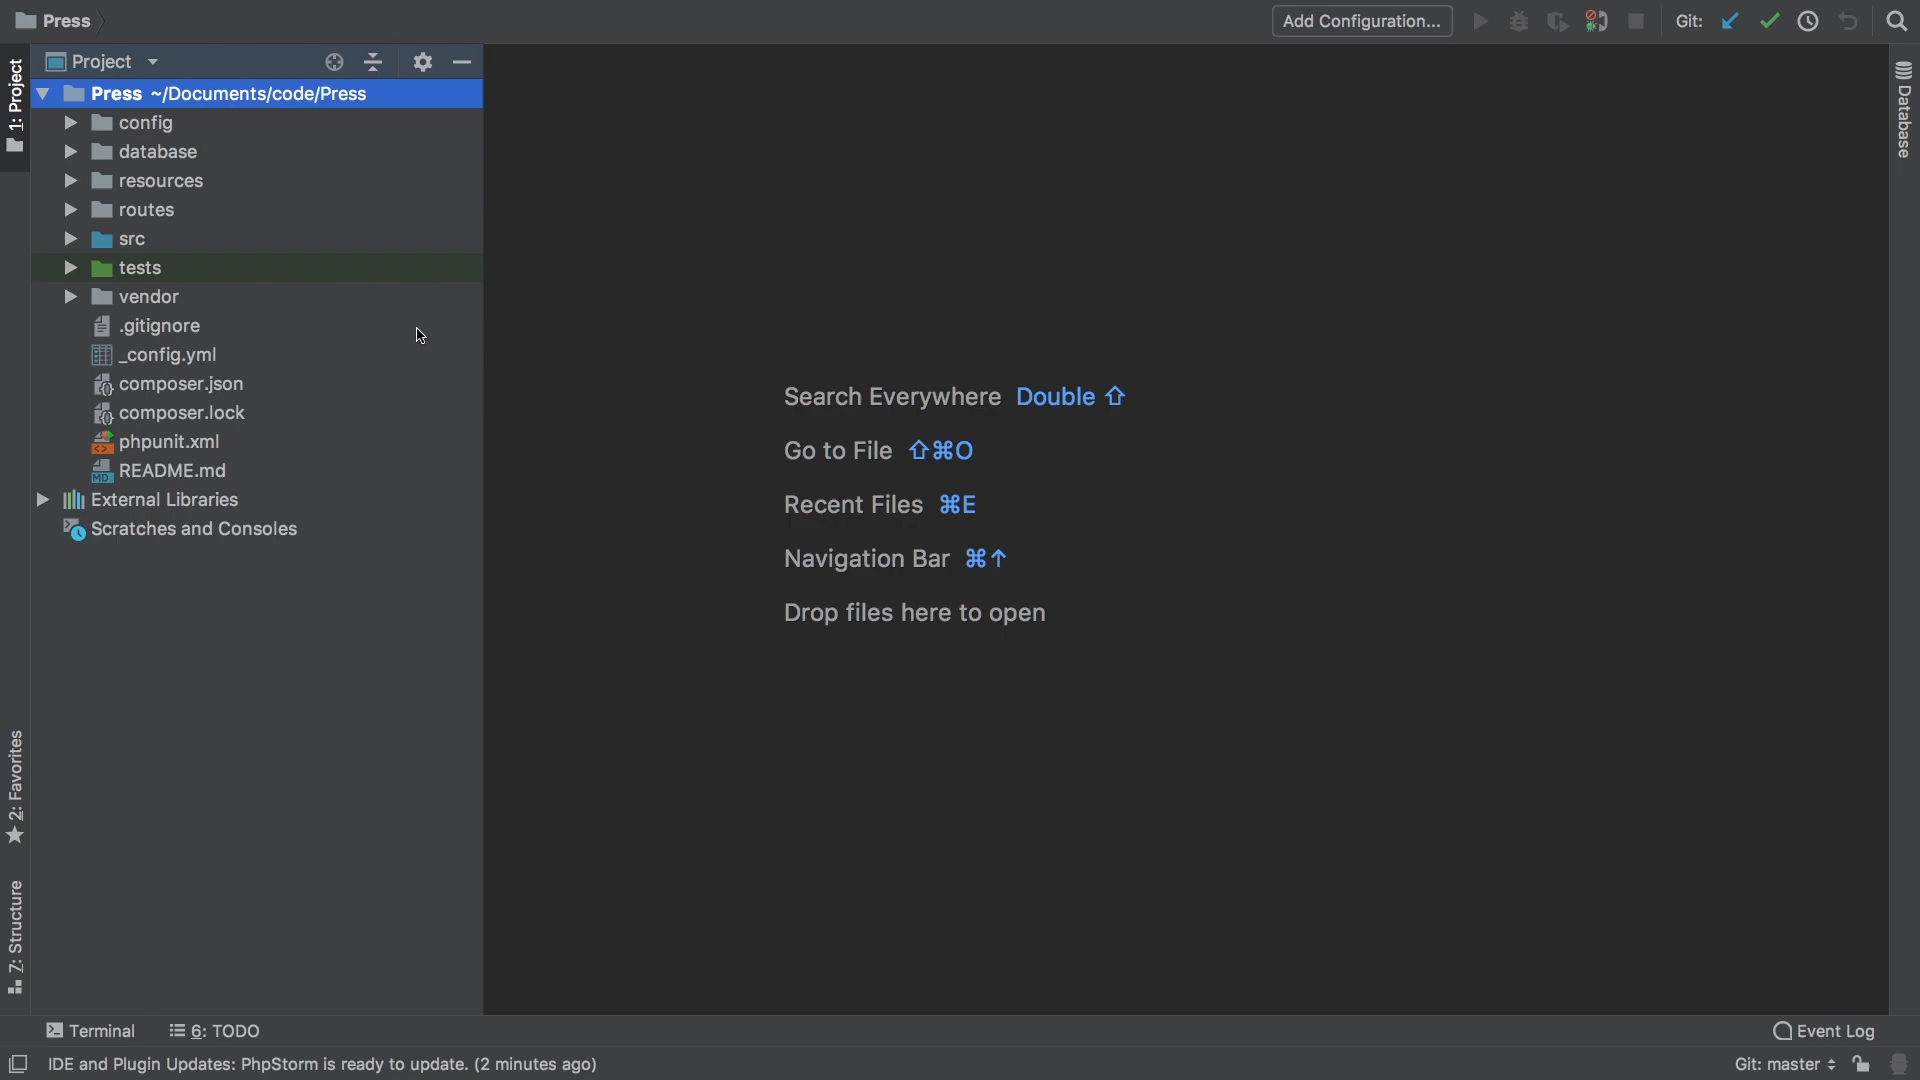 Press
Add Configuration...
Git:
1: Project
Project
Press ~/Documents/code/Press
config
database
resources
routes
src
tests
vendor
.gitignore
_config.yml
composer.json
composer.lock
phpunit.xml
README.md
External Libraries
Scratches and Consoles
Search Everywhere Double ⇧
Go to File ⇧⌘O
Recent Files ⌘E
Navigation Bar ⌘↑
Drop files here to open
Database
2: Favorites
Z: Structure
Terminal
6: TODO
Event Log
IDE and Plugin Updates: PhpStorm is ready to update. (2 minutes ago)
Git: master